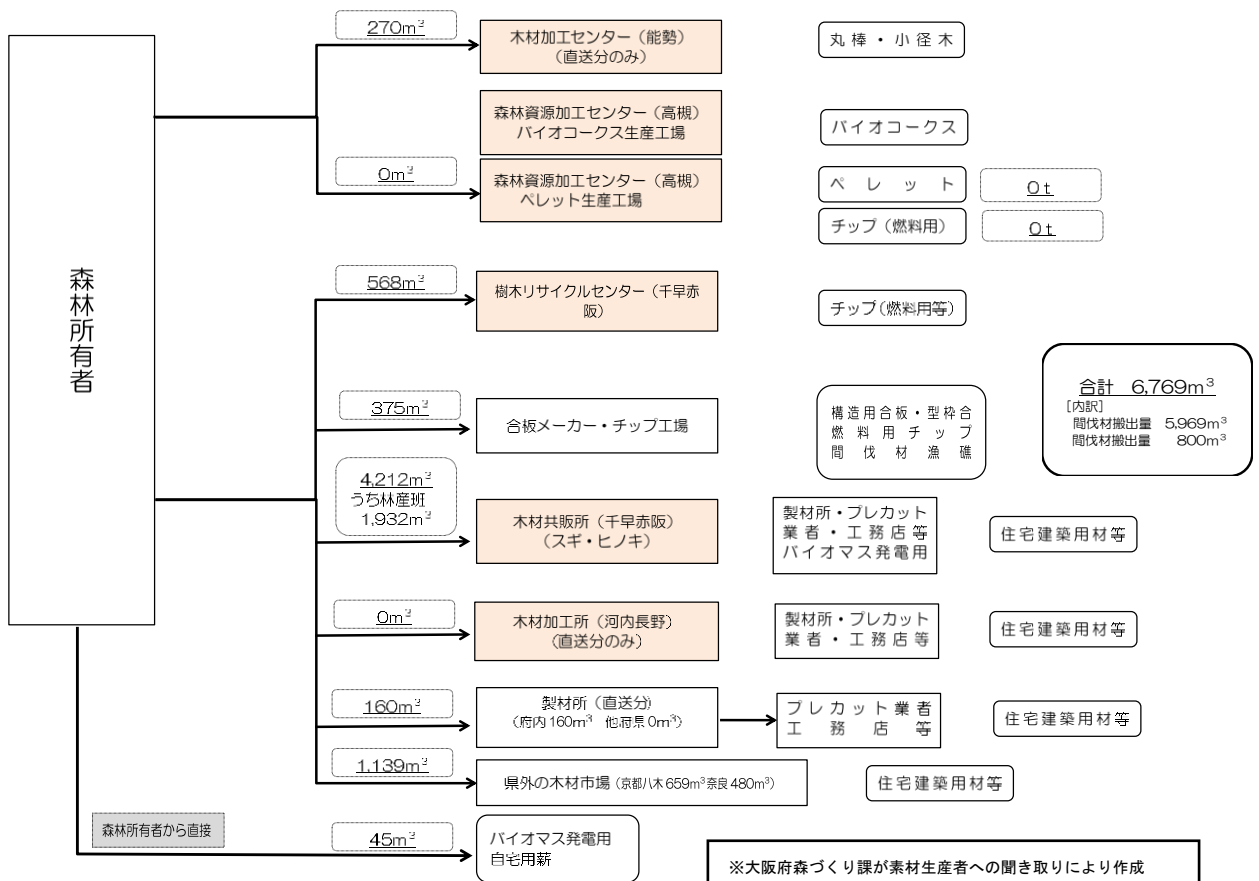 森林所有者
270m³
木材加工センター（能勢）
（直送分のみ）
丸棒・小径木
森林資源加工センター（高槻）
バイオコークス生産工場
バイオコークス
0m³
森林資源加工センター（高槻）
ペレット生産工場
ペレット
0t
チップ（燃料用）
0t
568m³
樹木リサイクルセンター（千早赤
阪）
チップ（燃料用等）
375m³
合板メーカー・チップ工場
構造用合板・型枠合
燃料用チップ
間伐材漁礁
合計 6,769m³
[内訳]
間伐材搬出量 5,969m³
間伐材搬出量 800m³
4,212m³
うち林産班
1,932m³
木材共販所（千早赤阪）
（スギ・ヒノキ）
製材所・プレカット
業者・工務店等
バイオマス発電用
住宅建築用材等
0m³
木材加工所（河内長野）
（直送分のみ）
製材所・プレカット
業者・工務店等
住宅建築用材等
160m³
製材所（直送分）
（府内160m³ 他府県0m³）
プレカット業者
工務店等
住宅建築用材等
1,139m³
県外の木材市場（京都八木659m³奈良480m³）
住宅建築用材等
森林所有者から直接
45m³
バイオマス発電用
自宅用薪
※大阪府森づくり課が素材生産者への聞き取りにより作成